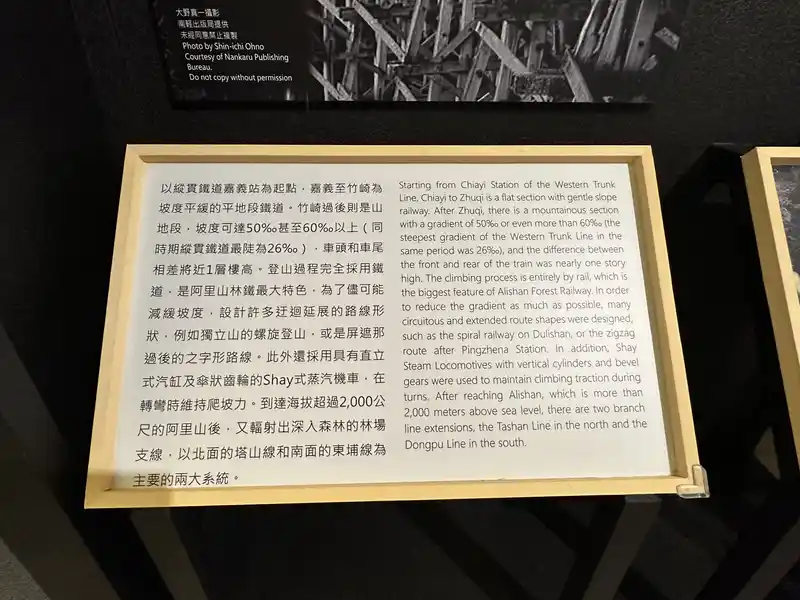 大野真一攝影
南輕出版局提供
未經同意禁止複製
Photo by Shin-ichi Ohno
Courtesy of Nankaru Publishing
Bureau.
Do not copy without permission
以縱貫鐵道嘉義站為起點，嘉義至竹崎為
坡度平緩的平地段鐵道。竹崎過後則是山
地段，坡度可達50‰甚至60‰以上（同
時期縱貫鐵道最陡為26‰），車頭和車尾
相差將近1層樓高。登山過程完全採用鐵
道，是阿里山林鐵最大特色，為了儘可能
減緩坡度，設計許多迂迴延展的路線形
狀，例如獨立山的螺旋登山，或是屏遮那
過後的之字形路線。此外還採用具有直立
式汽缸及傘狀齒輪的Shay式蒸汽機車，在
轉彎時維持爬坡力。到達海拔超過2,000公
尺的阿里山後，又輻射出深入森林的林場
支線，以北面的塔山線和南面的東埔線為
主要的兩大系統。
Starting from Chiayi Station of the Western Trunk
Line, Chiayi to Zhuqi is a flat section with gentle slope
railway. After Zhuqi, there is a mountainous section
with a gradient of 50‰ or even more than 60‰ (the
steepest gradient of the Western Trunk Line in the
same period was 26‰), and the difference between
the front and rear of the train was nearly one story
high. The climbing process is entirely by rail, which is
the biggest feature of Alishan Forest Railway. In order
to reduce the gradient as much as possible, many
circuitous and extended route shapes were designed,
such as the spiral railway on Dulishan, or the zigzag
route after Pingzhena Station. In addition, Shay
Steam Locomotives with vertical cylinders and bevel
gears were used to maintain climbing traction during
turns. After reaching Alishan, which is more than
2,000 meters above sea level, there are two branch
line extensions, the Tashan Line in the north and the
Dongpu Line in the south.